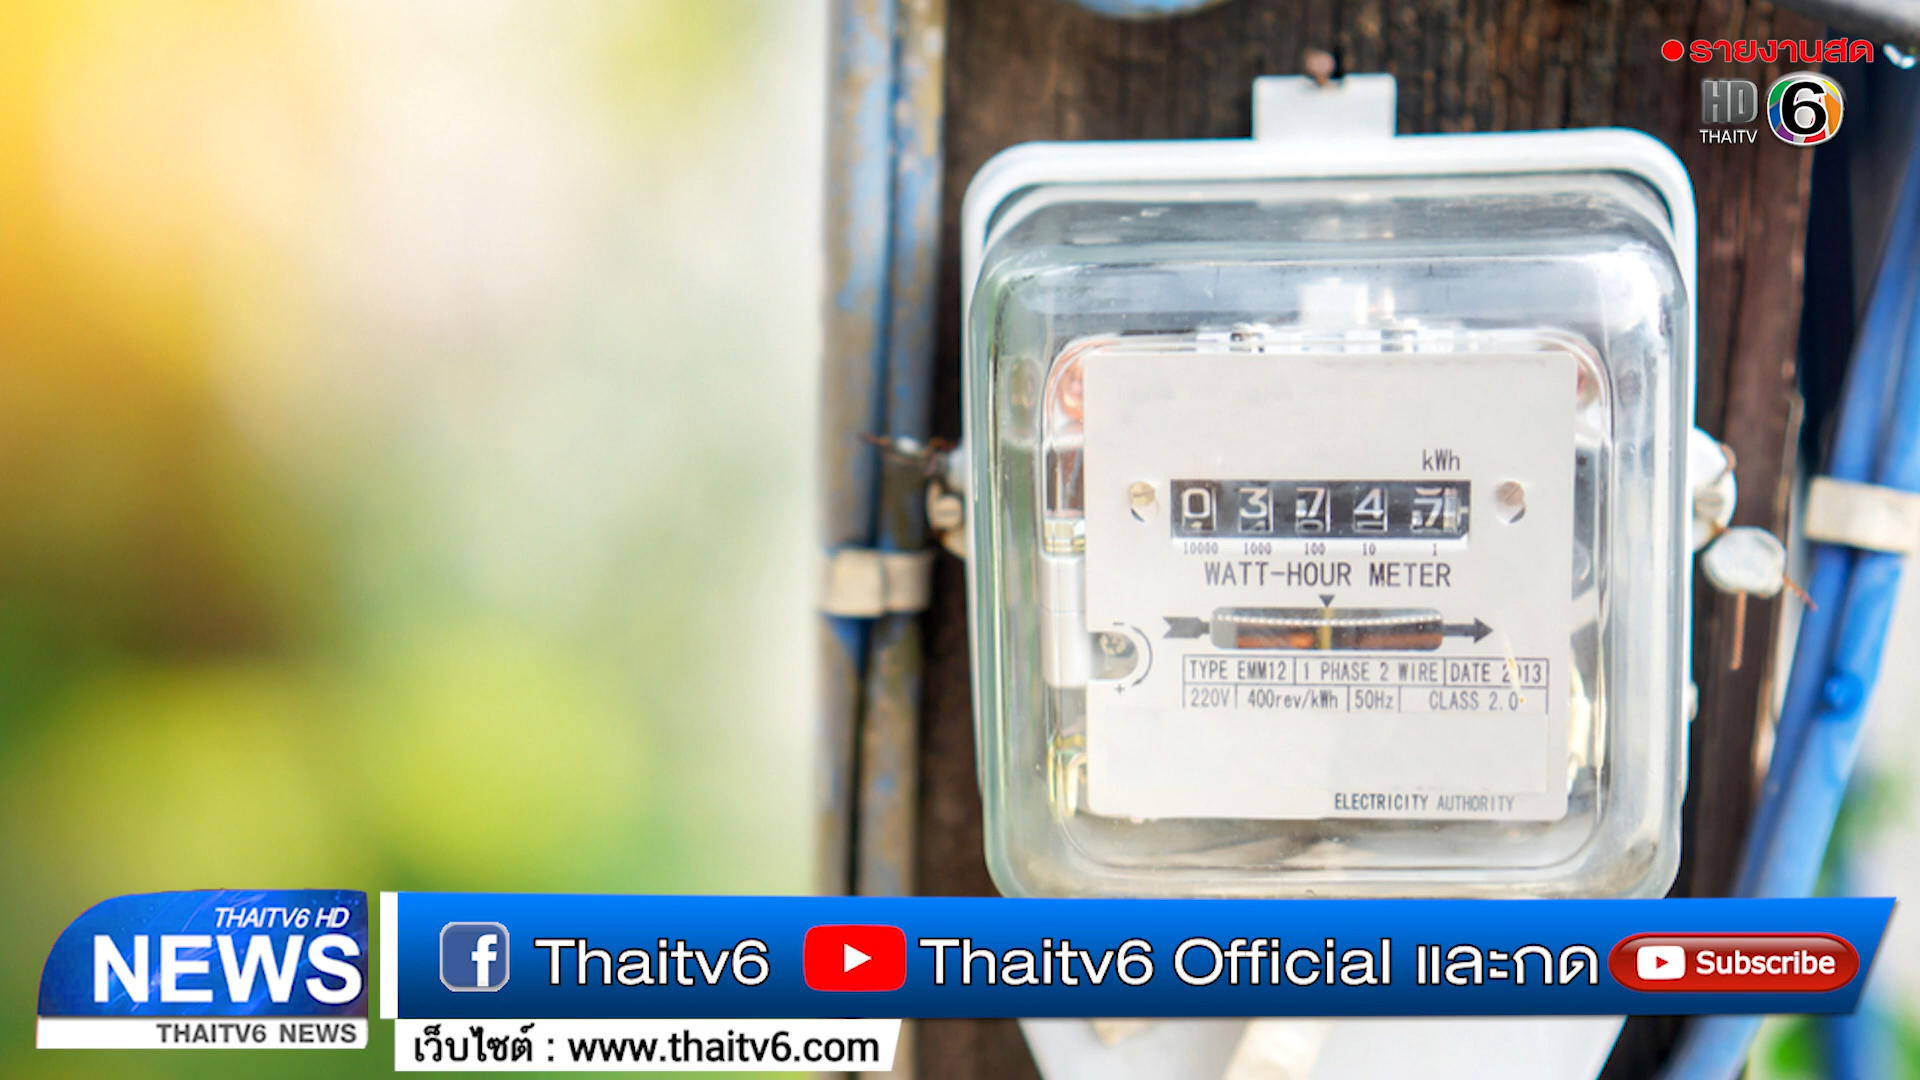 รายงานสด
HD
THAITV 6
kWh
0 3 7 4 7
10000 1000 100 10 1
WATT-HOUR METER
- 
+
TYPE EMM12 1 PHASE 2 WIRE DATE 2013
220V 400rev/kWh 50Hz CLASS 2.0
ELECTRICITY AUTHORITY
THAITV6 HD
NEWS
THAITV6 NEWS
f Thaitv6 Thaitv6 Official และกด Subscribe
เว็บไซต์ : www.thaitv6.com